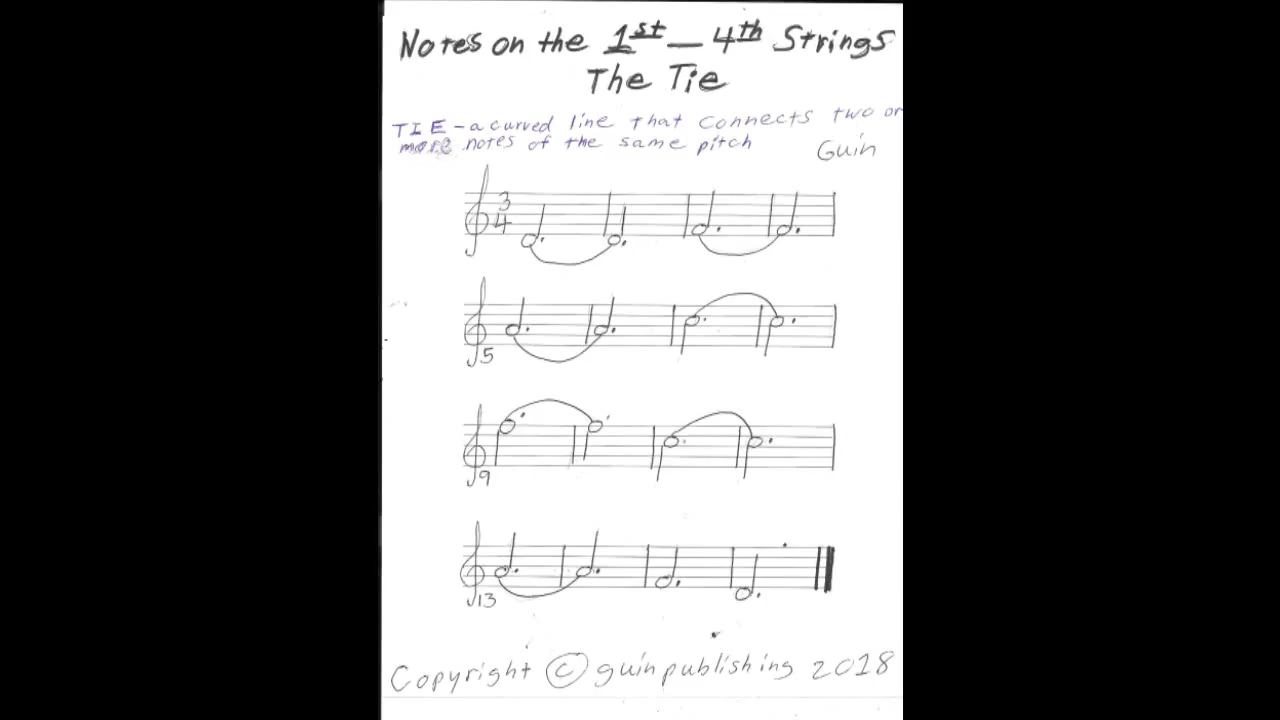 Notes on the 1st – 4th Strings
The Tie
TIE – a curved line that connects two or
more notes of the same pitch
Guin
3
4
5
9
13
Copyright © guinpublishing 2018